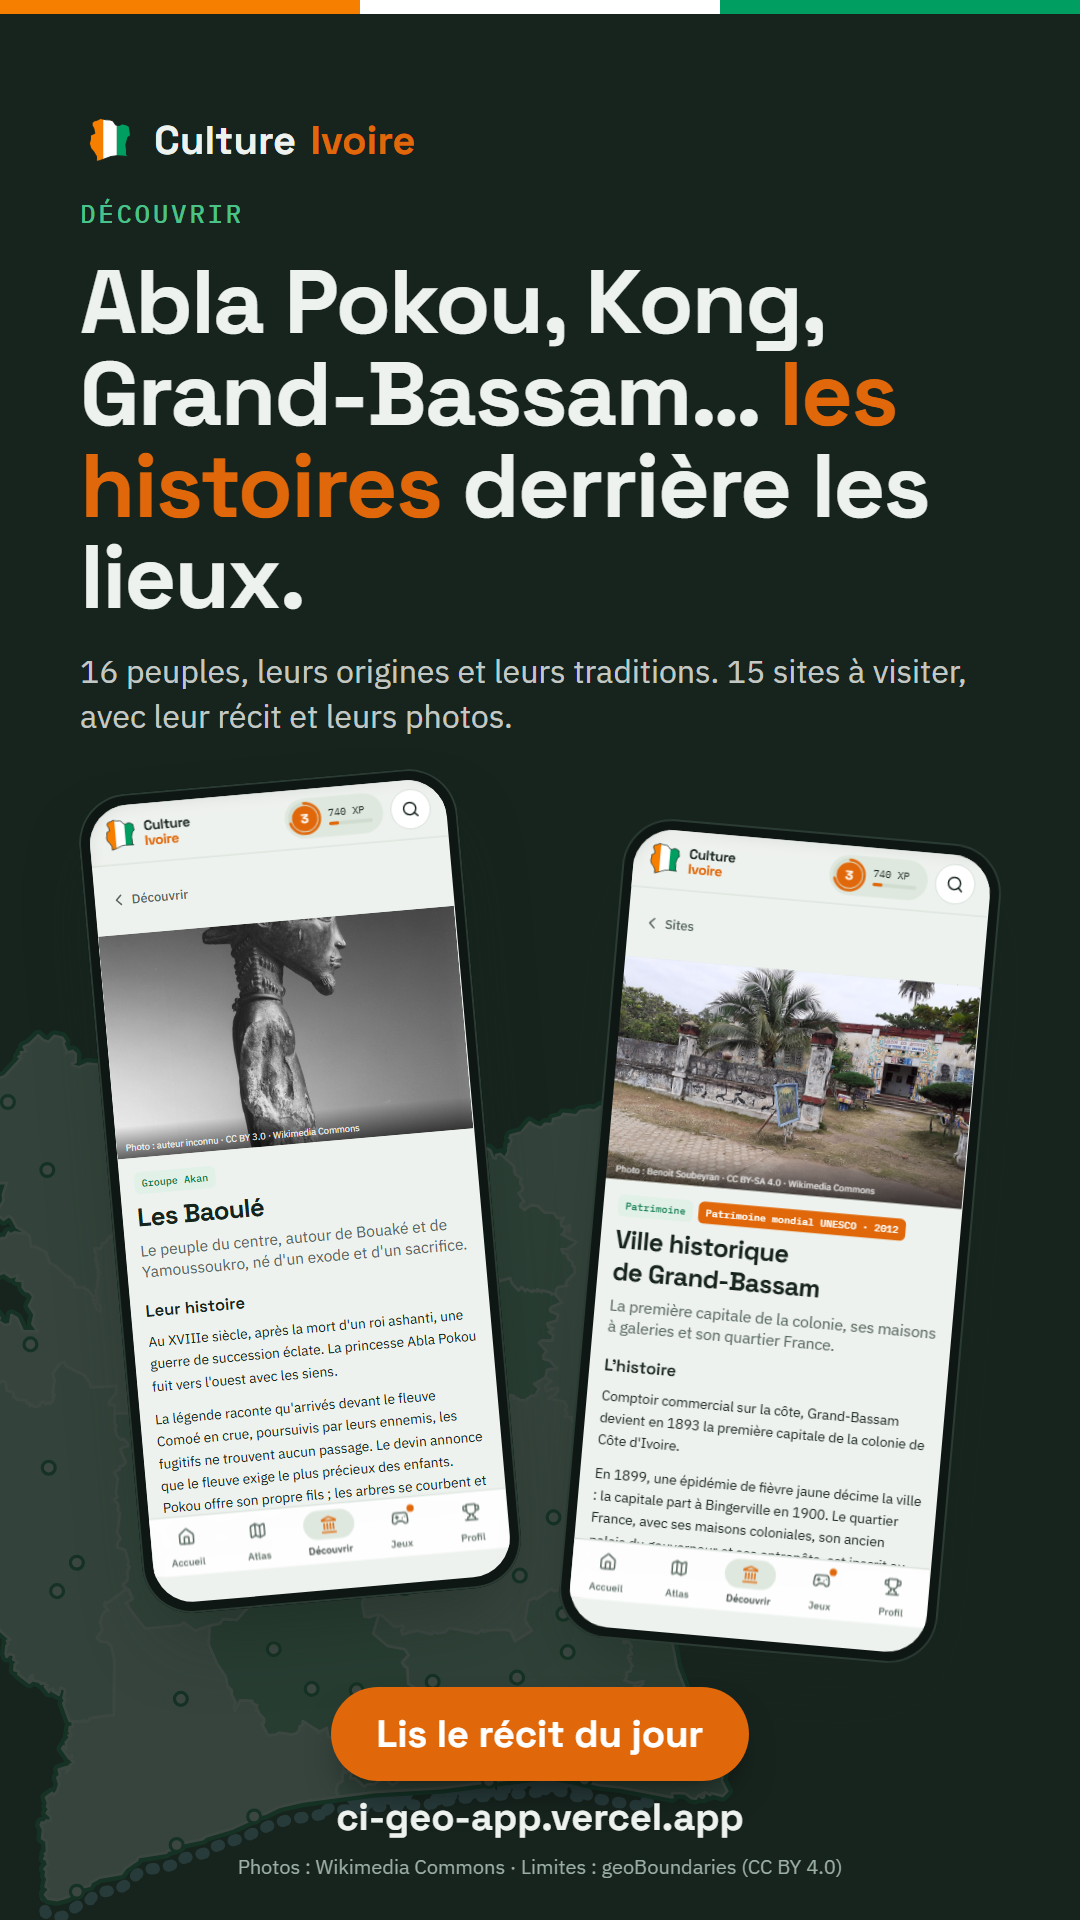 Culture Ivoire
DÉCOUVRIR
Abla Pokou, Kong,
Grand-Bassam... les
histoires derrière les
lieux.
16 peuples, leurs origines et leurs traditions. 15 sites à visiter,
avec leur récit et leurs photos.
Culture
Ivoire
3
740 XP
Découvrir
Photo : auteur inconnu · CC BY 3.0 · Wikimedia Commons
Groupe Akan
Les Baoulé
Le peuple du centre, autour de Bouaké et de
Yamoussoukro, né d'un exode et d'un sacrifice.
Leur histoire
Au XVIIIe siècle, après la mort d'un roi ashanti, une
guerre de succession éclate. La princesse Abla Pokou
fuit vers l'ouest avec les siens.
La légende raconte qu'arrivés devant le fleuve
Comoé en crue, poursuivis par leurs ennemis, les
fugitifs ne trouvent aucun passage. Le devin annonce
que le fleuve exige le plus précieux des enfants.
Pokou offre son propre fils ; les arbres se courbent et
Accueil
Atlas
Découvrir
Jeux
Profil
Culture
Ivoire
3
740 XP
Sites
Photo : Benoit Soubeyran · CC BY-SA 4.0 · Wikimedia Commons
Patrimoine
Patrimoine mondial UNESCO · 2012
Ville historique
de Grand-Bassam
La première capitale de la colonie, ses maisons
à galeries et son quartier France.
L'histoire
Comptoir commercial sur la côte, Grand-Bassam
devient en 1893 la première capitale de la colonie de
Côte d'Ivoire.
En 1899, une épidémie de fièvre jaune décime la ville
: la capitale part à Bingerville en 1900. Le quartier
France, avec ses maisons coloniales, son ancien
Accueil
Atlas
Découvrir
Jeux
Profil
Lis le récit du jour
ci-geo-app.vercel.app
Photos : Wikimedia Commons · Limites : geoBoundaries (CC BY 4.0)